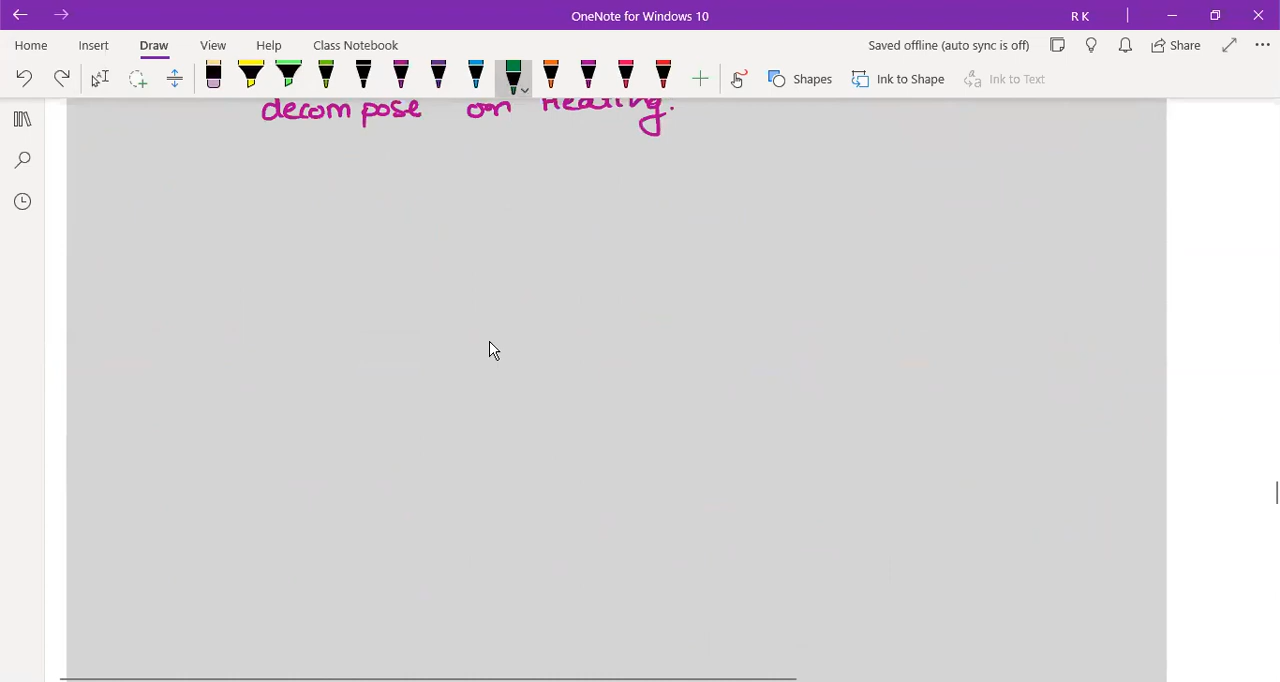 OneNote for Windows 10
R K
Home Insert Draw View Help Class Notebook
Saved offline (auto sync is off) Share
Shapes Ink to Shape Ink to Text
decompose on Heating.